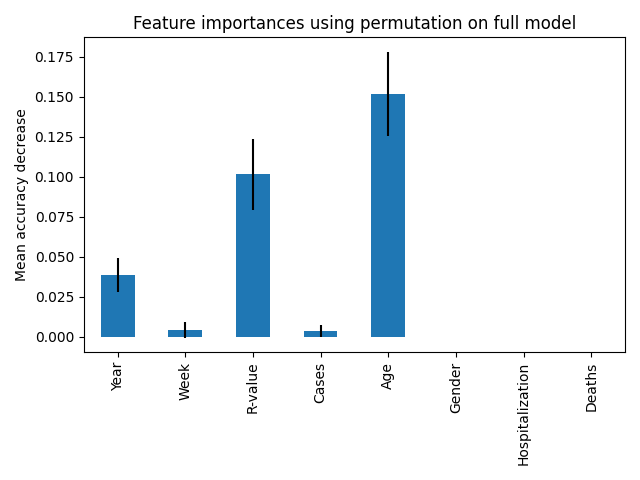 Feature importances using permutation on full model
Mean accuracy decrease
0.175
0.150
0.125
0.100
0.075
0.050
0.025
0.000
Year
Week
R-value
Cases
Age
Gender
Hospitalization
Deaths